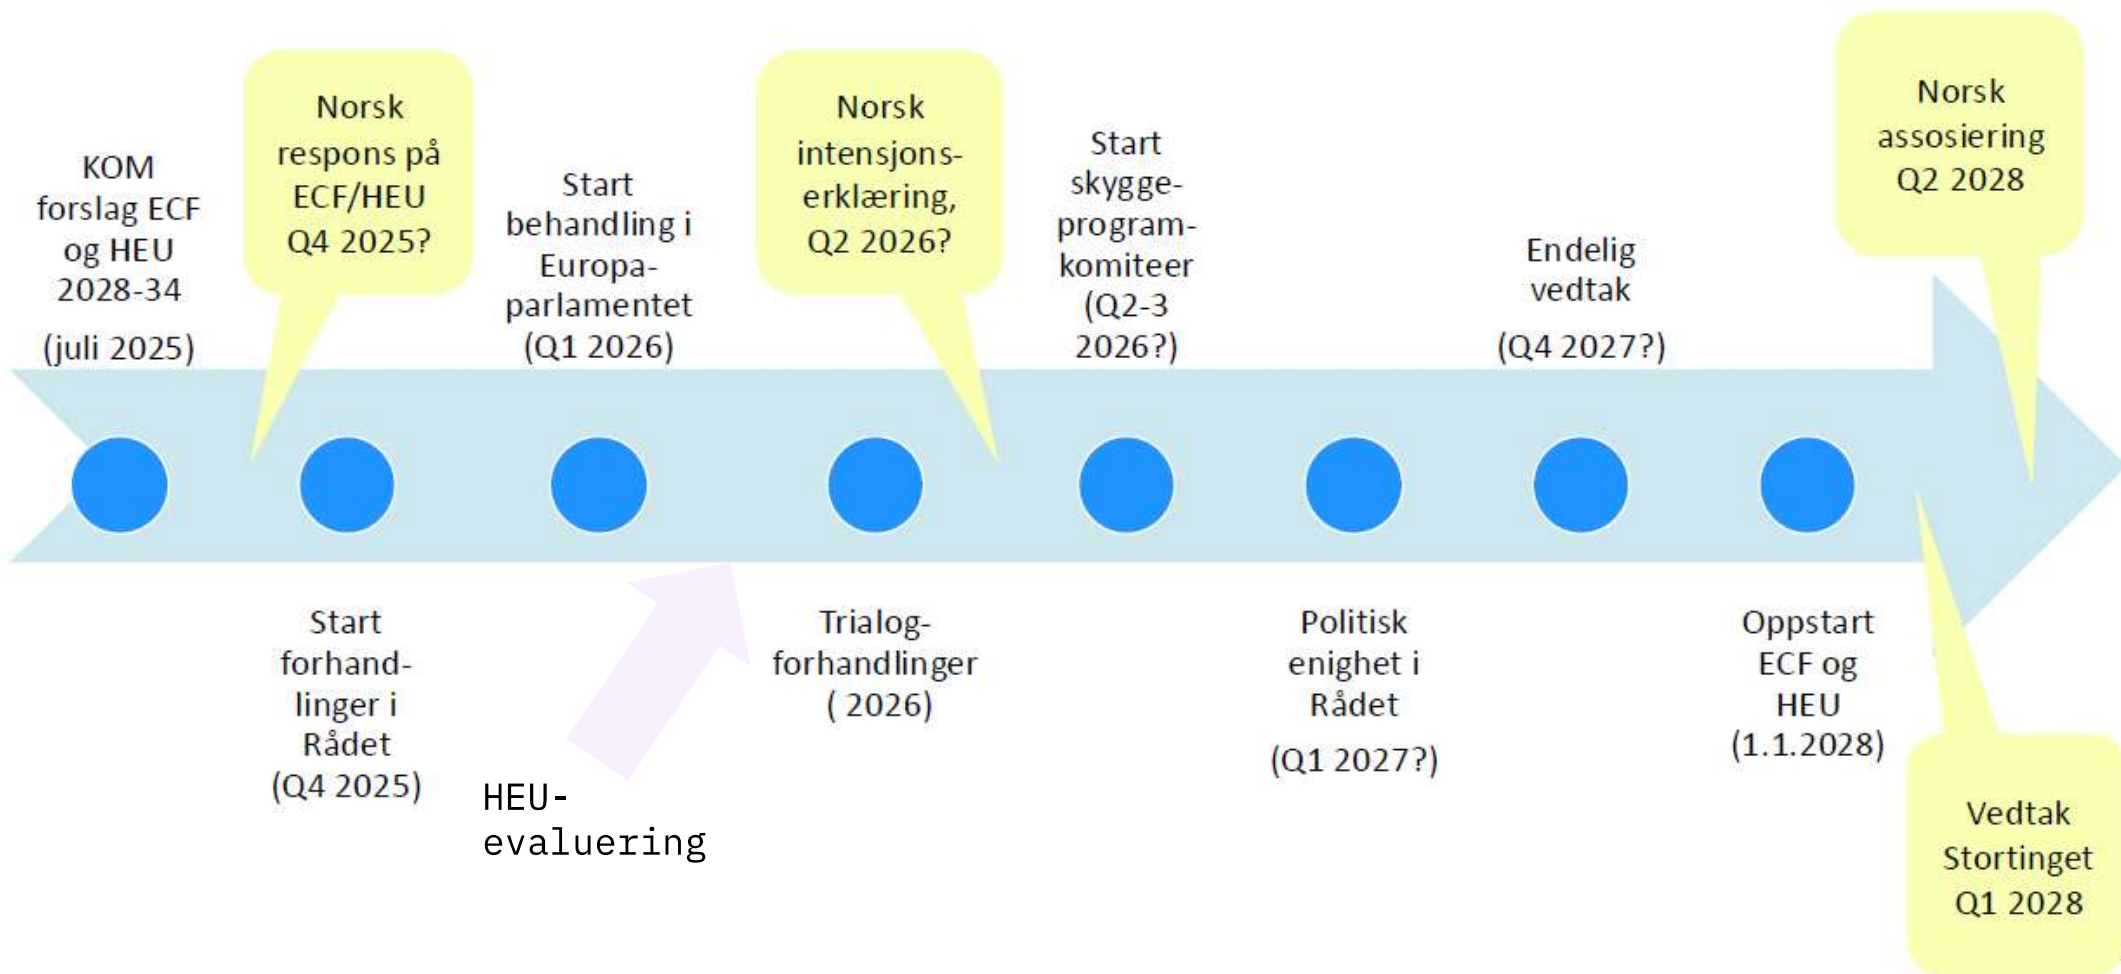 KOM
forslag ECF
og HEU
2028-34
(juli 2025)
Norsk
respons på
ECF/HEU
Q4 2025?
Start
behandling i
Europa-
parlamentet
(Q1 2026)
Norsk
intensjons-
erklæring,
Q2 2026?
Start
skygge-
program-
komiteer
(Q2-3
2026?)
Endelig
vedtak
(Q4 2027?)
Norsk
assosiering
Q2 2028
Start
forhand-
linger i
Rådet
(Q4 2025)
HEU-
evaluering
Trialog-
forhandlinger
( 2026)
Politisk
enighet i
Rådet
(Q1 2027?)
Oppstart
ECF og
HEU
(1.1.2028)
Vedtak
Stortinget
Q1 2028